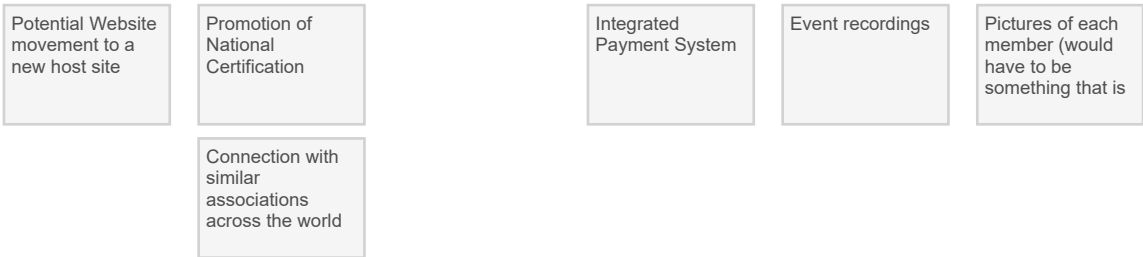 Potential Website
movement to a
new host site
Promotion of
National
Certification
Integrated
Payment System
Event recordings
Pictures of each
member (would
have to be
something that is
Connection with
similar
associations
across the world